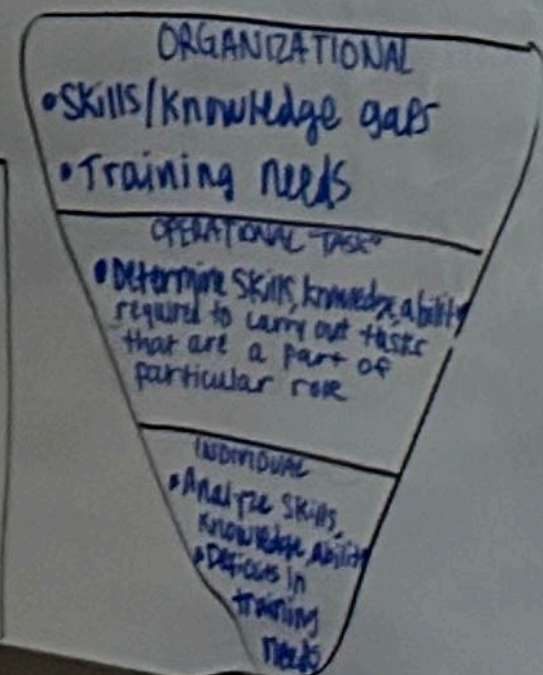 ORGANIZATIONAL
•Skills/Knowledge gaps
•Training needs
OPERATIONAL "TASK"
•Determine skills, knowledge, ability
required to carry out tasks
that are a part of
particular role
INDIVIDUAL
•Analyze skills,
knowledge, ability
•Deficits in
training
needs